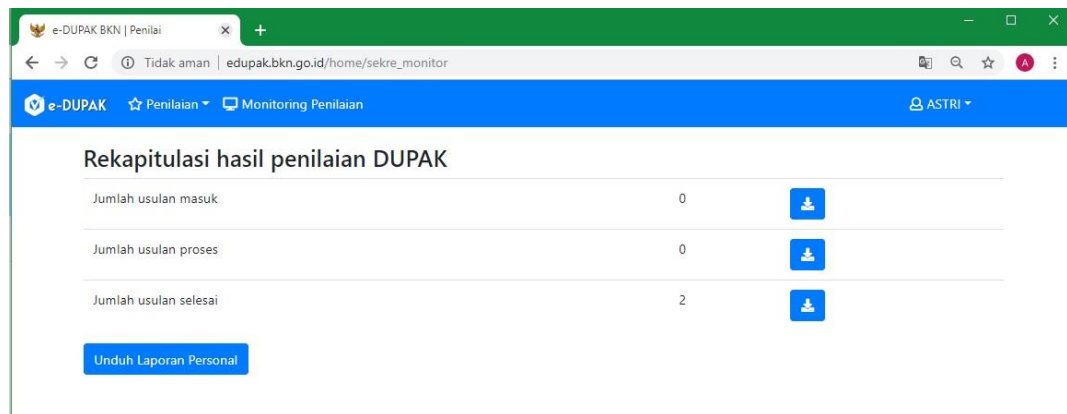 e-DUPAK BKN | Penilai
Tidak aman | edupak.bkn.go.id/home/sekre_monitor
A
e-DUPAK Penilaian Monitoring Penilaian ASTRI
Rekapitulasi hasil penilaian DUPAK
Jumlah usulan masuk 0
Jumlah usulan proses 0
Jumlah usulan selesai 2
Unduh Laporan Personal